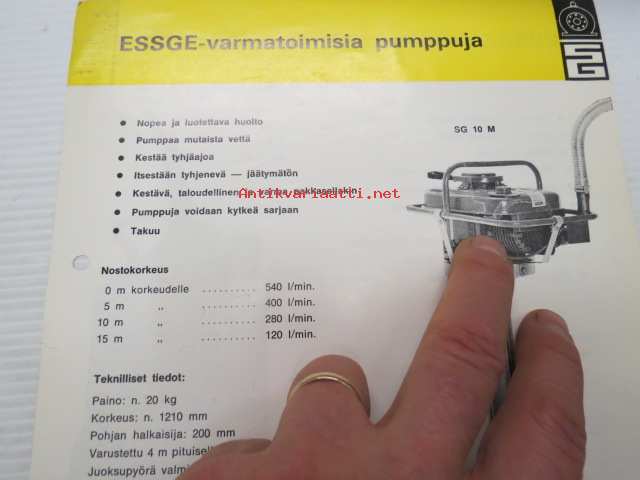 ESSGE-varmatoimisia pumppuja
SG
Nopea ja luotettava huolto
Pumppaa mutaista vettä
Kestää tyhjäajoa
Itsestään tyhjenevä — jäätymätön
Kestävä, taloudellinen
Antikvariaatti.net
Pumppuja voidaan kytkeä sarjaan
Takuu
SG 10 M
Nostokorkeus
0 m korkeudelle .......... 540 l/min.
5 m „ .......... 400 l/min.
10 m „ .......... 280 l/min.
15 m „ .......... 120 l/min.
Teknilliset tiedot:
Paino: n. 20 kg
Korkeus: n. 1210 mm
Pohjan halkaisija: 200 mm
Varustettu 4 m pituisel
Juoksupyörä valmi